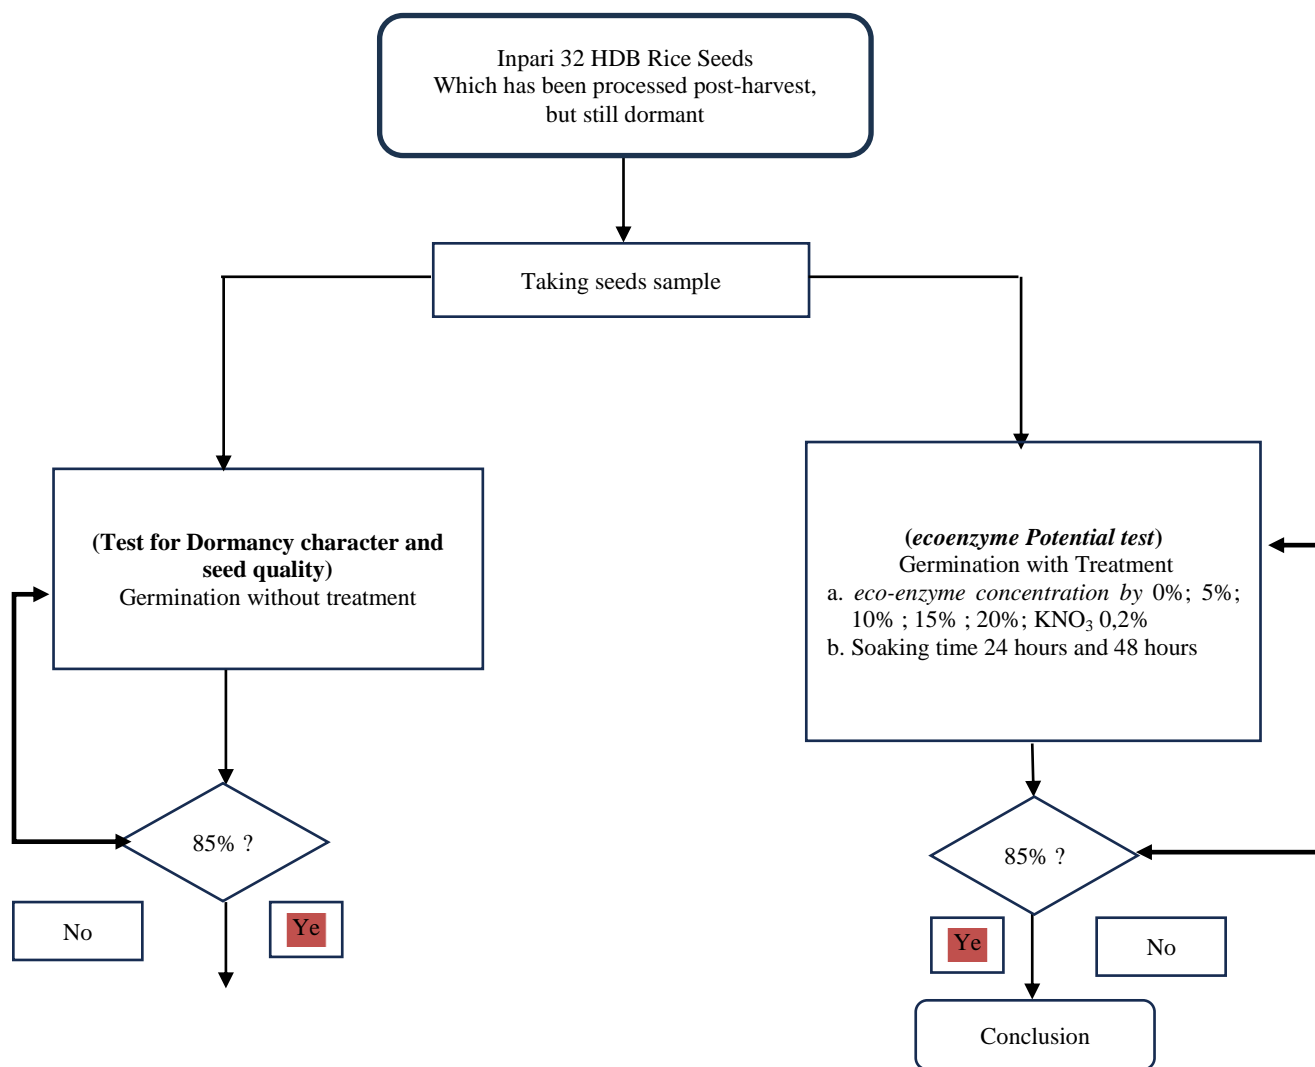 Inpari 32 HDB Rice Seeds
Which has been processed post-harvest,
but still dormant
Taking seeds sample
(Test for Dormancy character and
seed quality)
Germination without treatment
(ecoenzyme Potential test)
Germination with Treatment
a. eco-enzyme concentration by 0%; 5%;
10% ; 15% ; 20%; KNO₃ 0,2%
b. Soaking time 24 hours and 48 hours
85% ?
85% ?
No
Ye
Ye
No
Conclusion